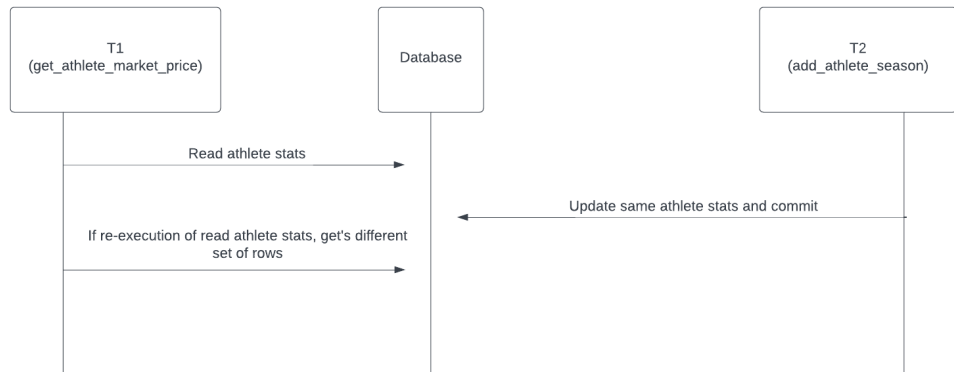 T1
(get_athlete_market_price)
Database
T2
(add_athlete_season)
Read athlete stats
Update same athlete stats and commit
If re-execution of read athlete stats, get's different
set of rows